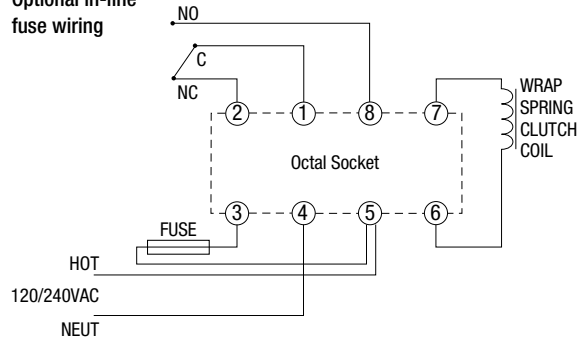 Optional in-line
fuse wiring
NO
C
NC
2
1
8
7
WRAP
SPRING
CLUTCH
COIL
Octal Socket
3
4
5
6
FUSE
HOT
120/240VAC
NEUT